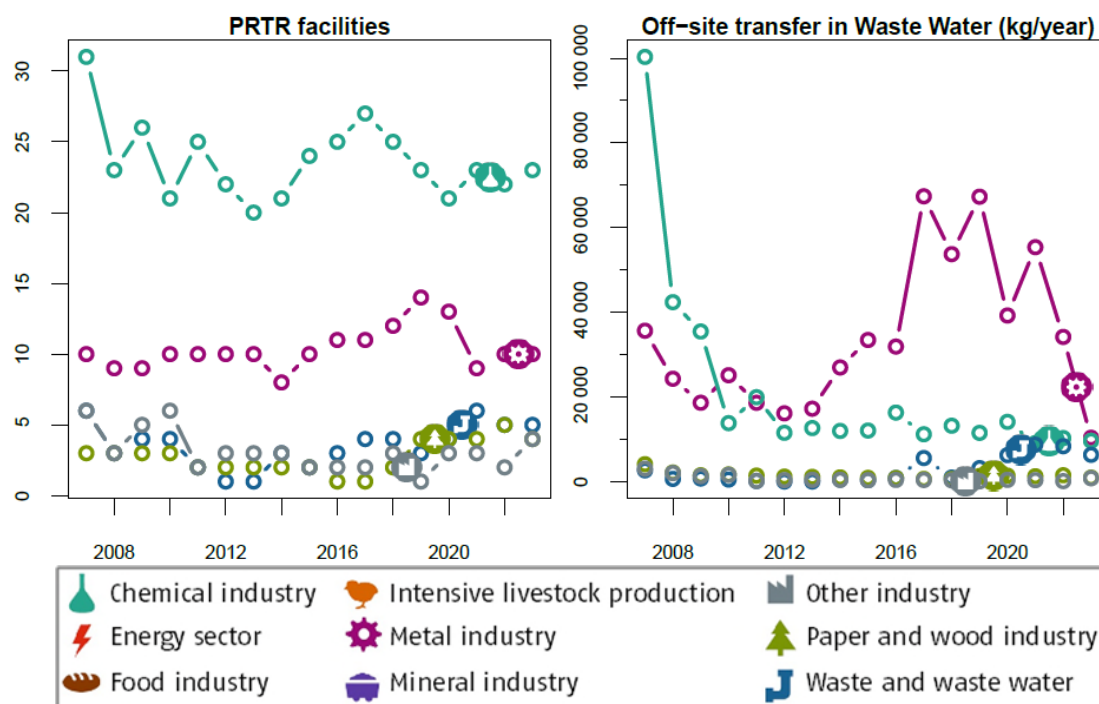 PRTR facilities
Off-site transfer in Waste Water (kg/year)
30
25
20
15
10
5
0
2008 2012 2016 2020
100 000
80 000
60 000
40 000
20 000
0
2008 2012 2016 2020
Chemical industry Intensive livestock production Other industry
Energy sector Metal industry Paper and wood industry
Food industry Mineral industry Waste and waste water